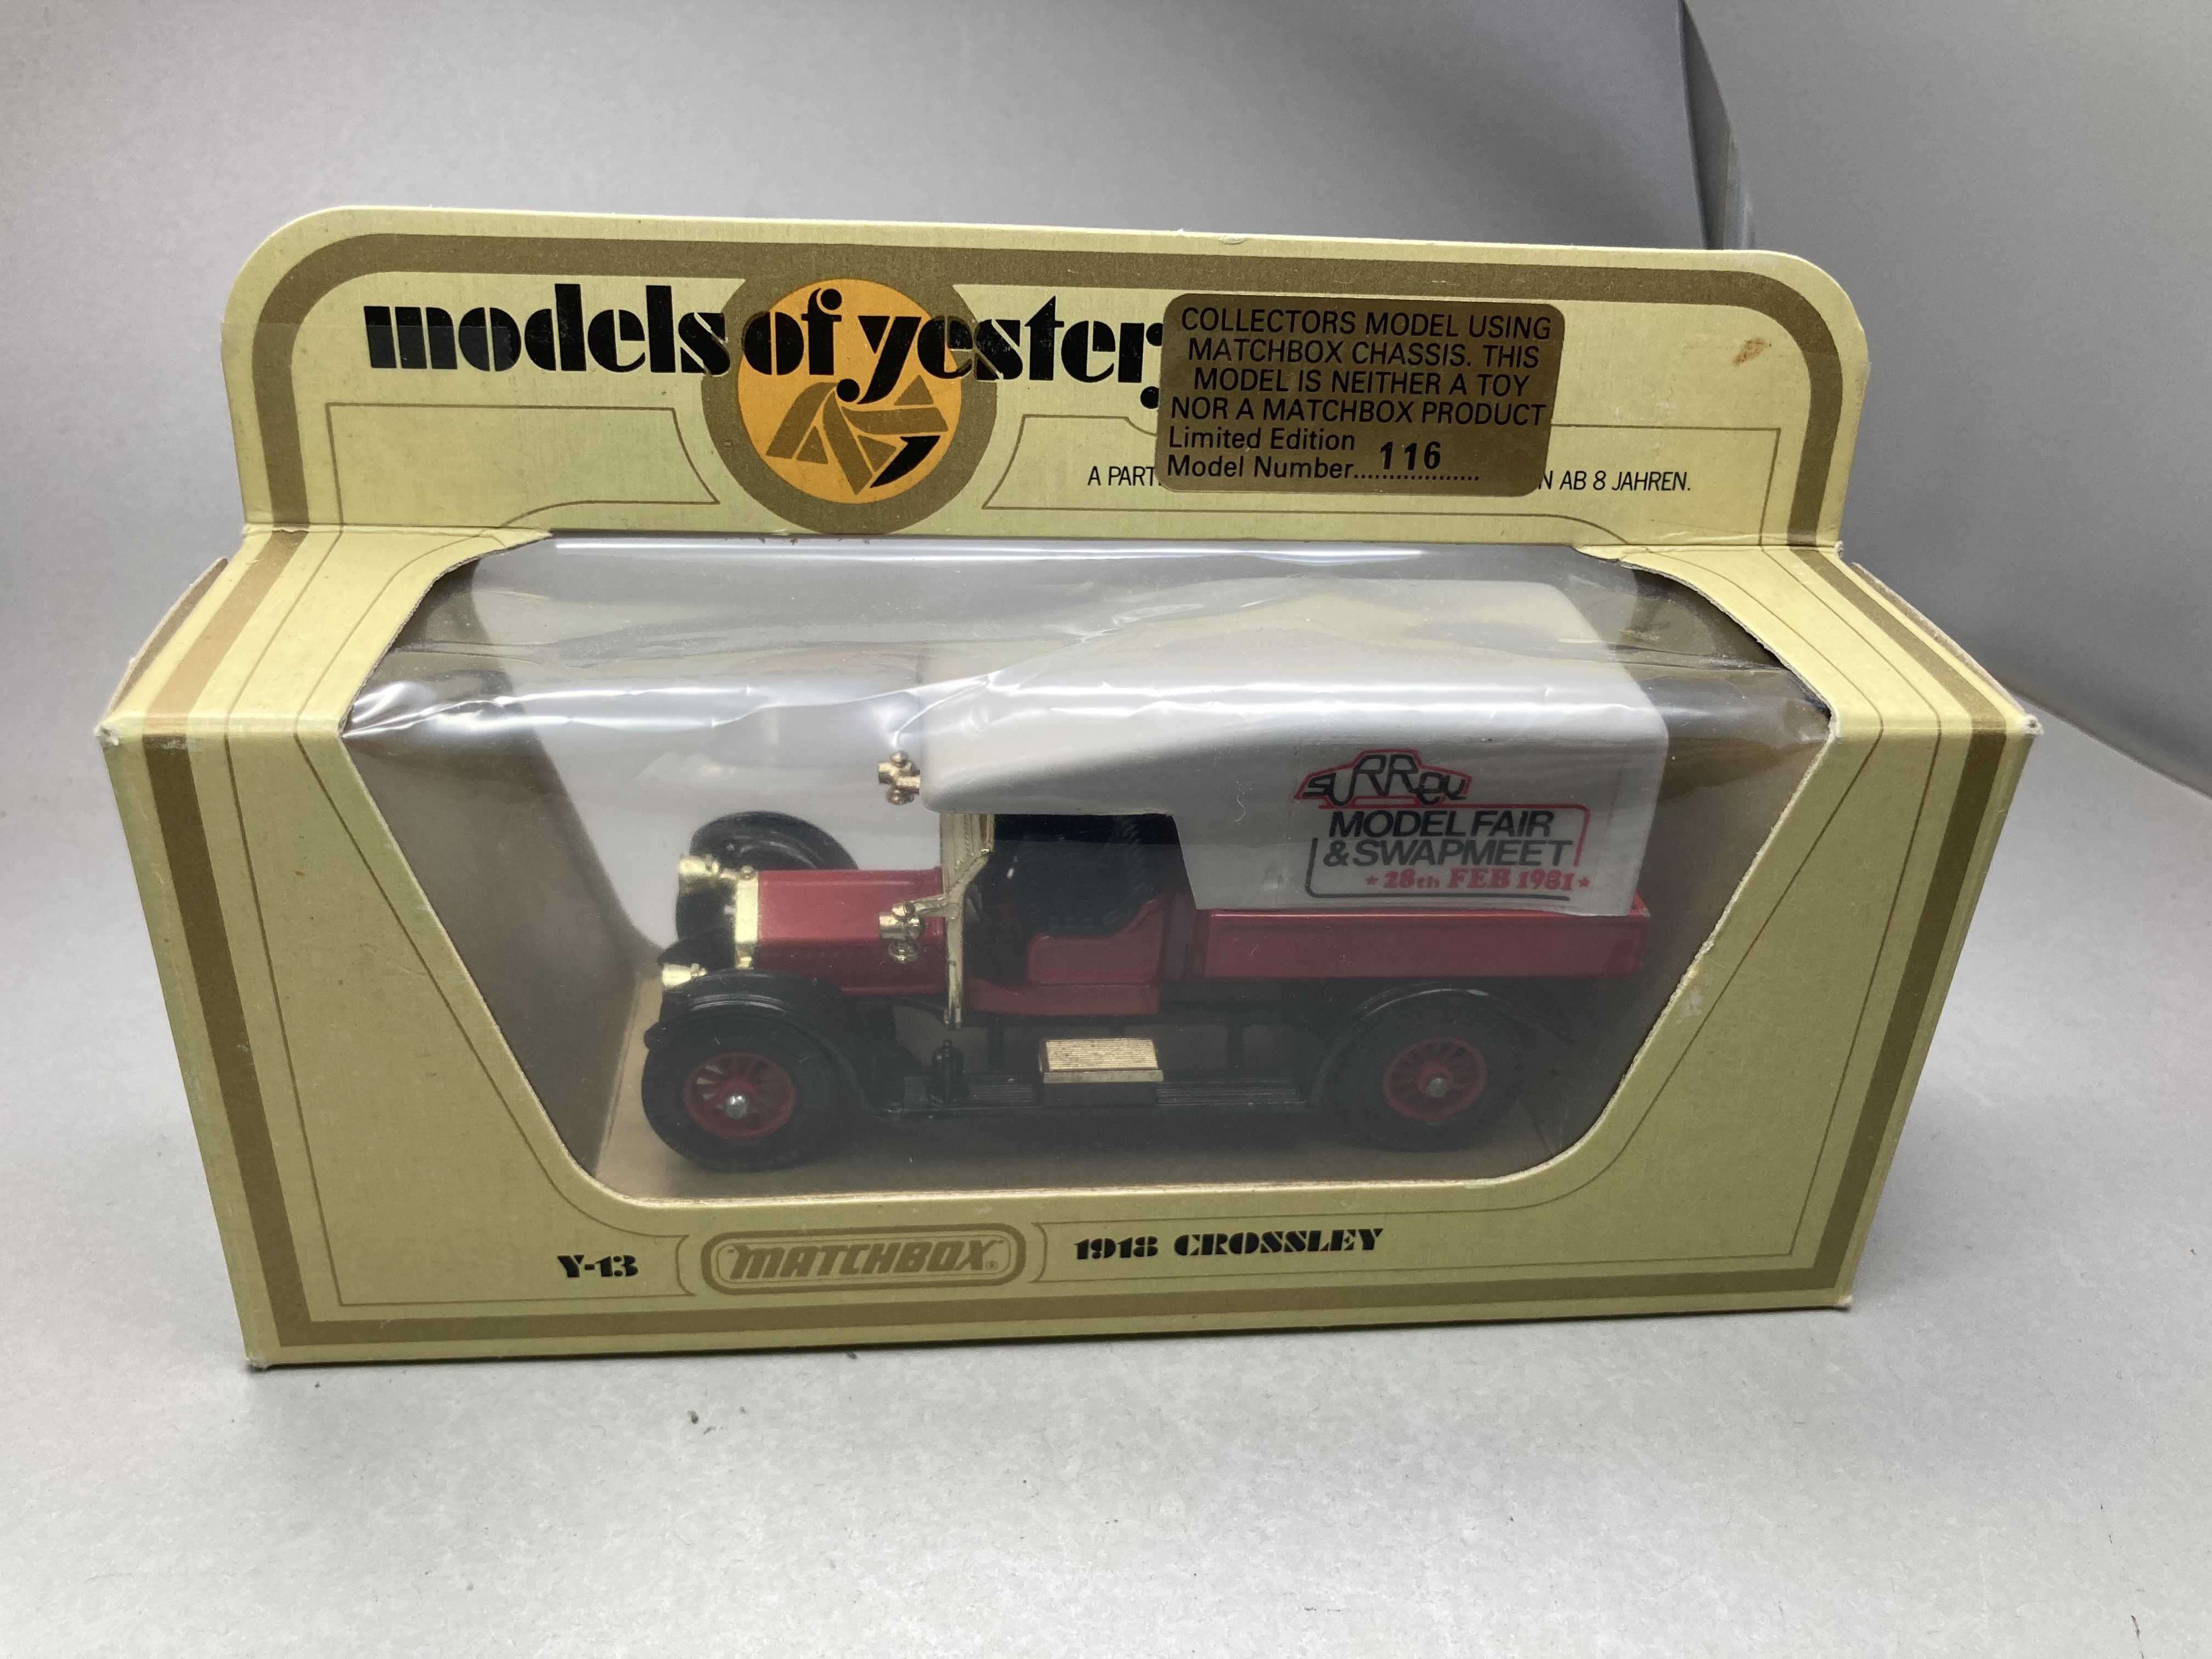 models of yester
COLLECTORS MODEL USING
MATCHBOX CHASSIS. THIS
MODEL IS NEITHER A TOY
NOR A MATCHBOX PRODUCT
Limited Edition
Model Number.................. 116
A PART
N AB 8 JAHREN.
SURREY
MODEL FAIR
& SWAPMEET
★ 28th FEB 1981 ★
Y-13 MATCHBOX® 1918 CROSSLEY